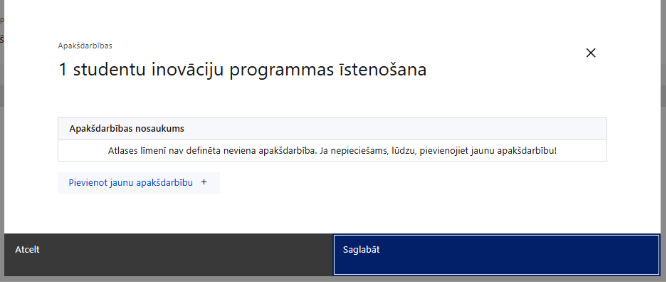 Apakšdarbības
1 studentu inovāciju programmas īstenošana
Apakšdarbības nosaukums
Atlases līmenī nav definēta neviena apakšdarbība. Ja nepieciešams, lūdzu, pievienojiet jaunu apakšdarbību!
Pievienot jaunu apakšdarbību +
Atcelt
Saglabāt